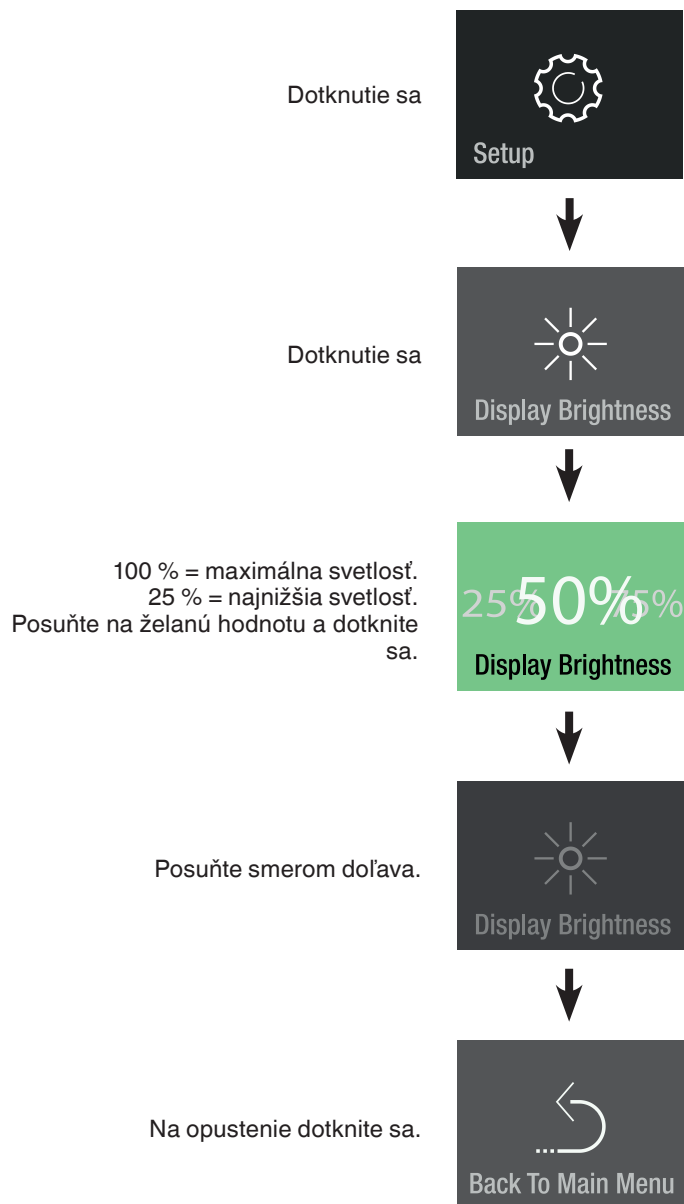 Dotknutie sa
Setup
Dotknutie sa
Display Brightness
100 % = maximálna svetlosť.
25 % = najnižšia svetlosť.
Posuňte na želanú hodnotu a dotknite
sa.
25% 50% 75%
Display Brightness
Posuňte smerom doľava.
Display Brightness
Na opustenie dotknite sa.
Back To Main Menu